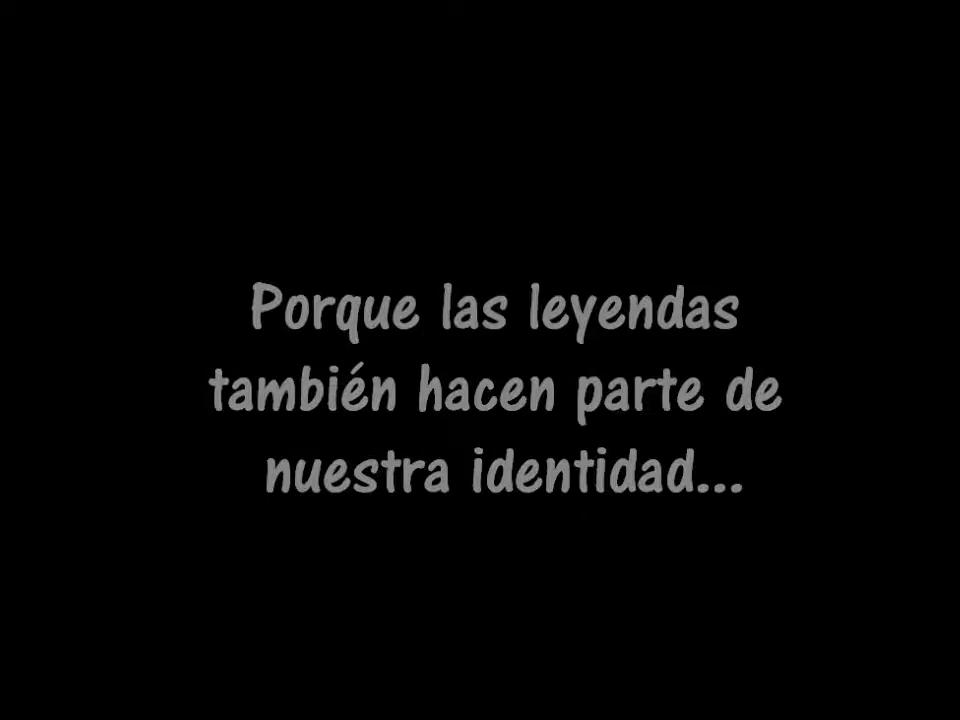 Porque las leyendas
también hacen parte de
nuestra identidad...